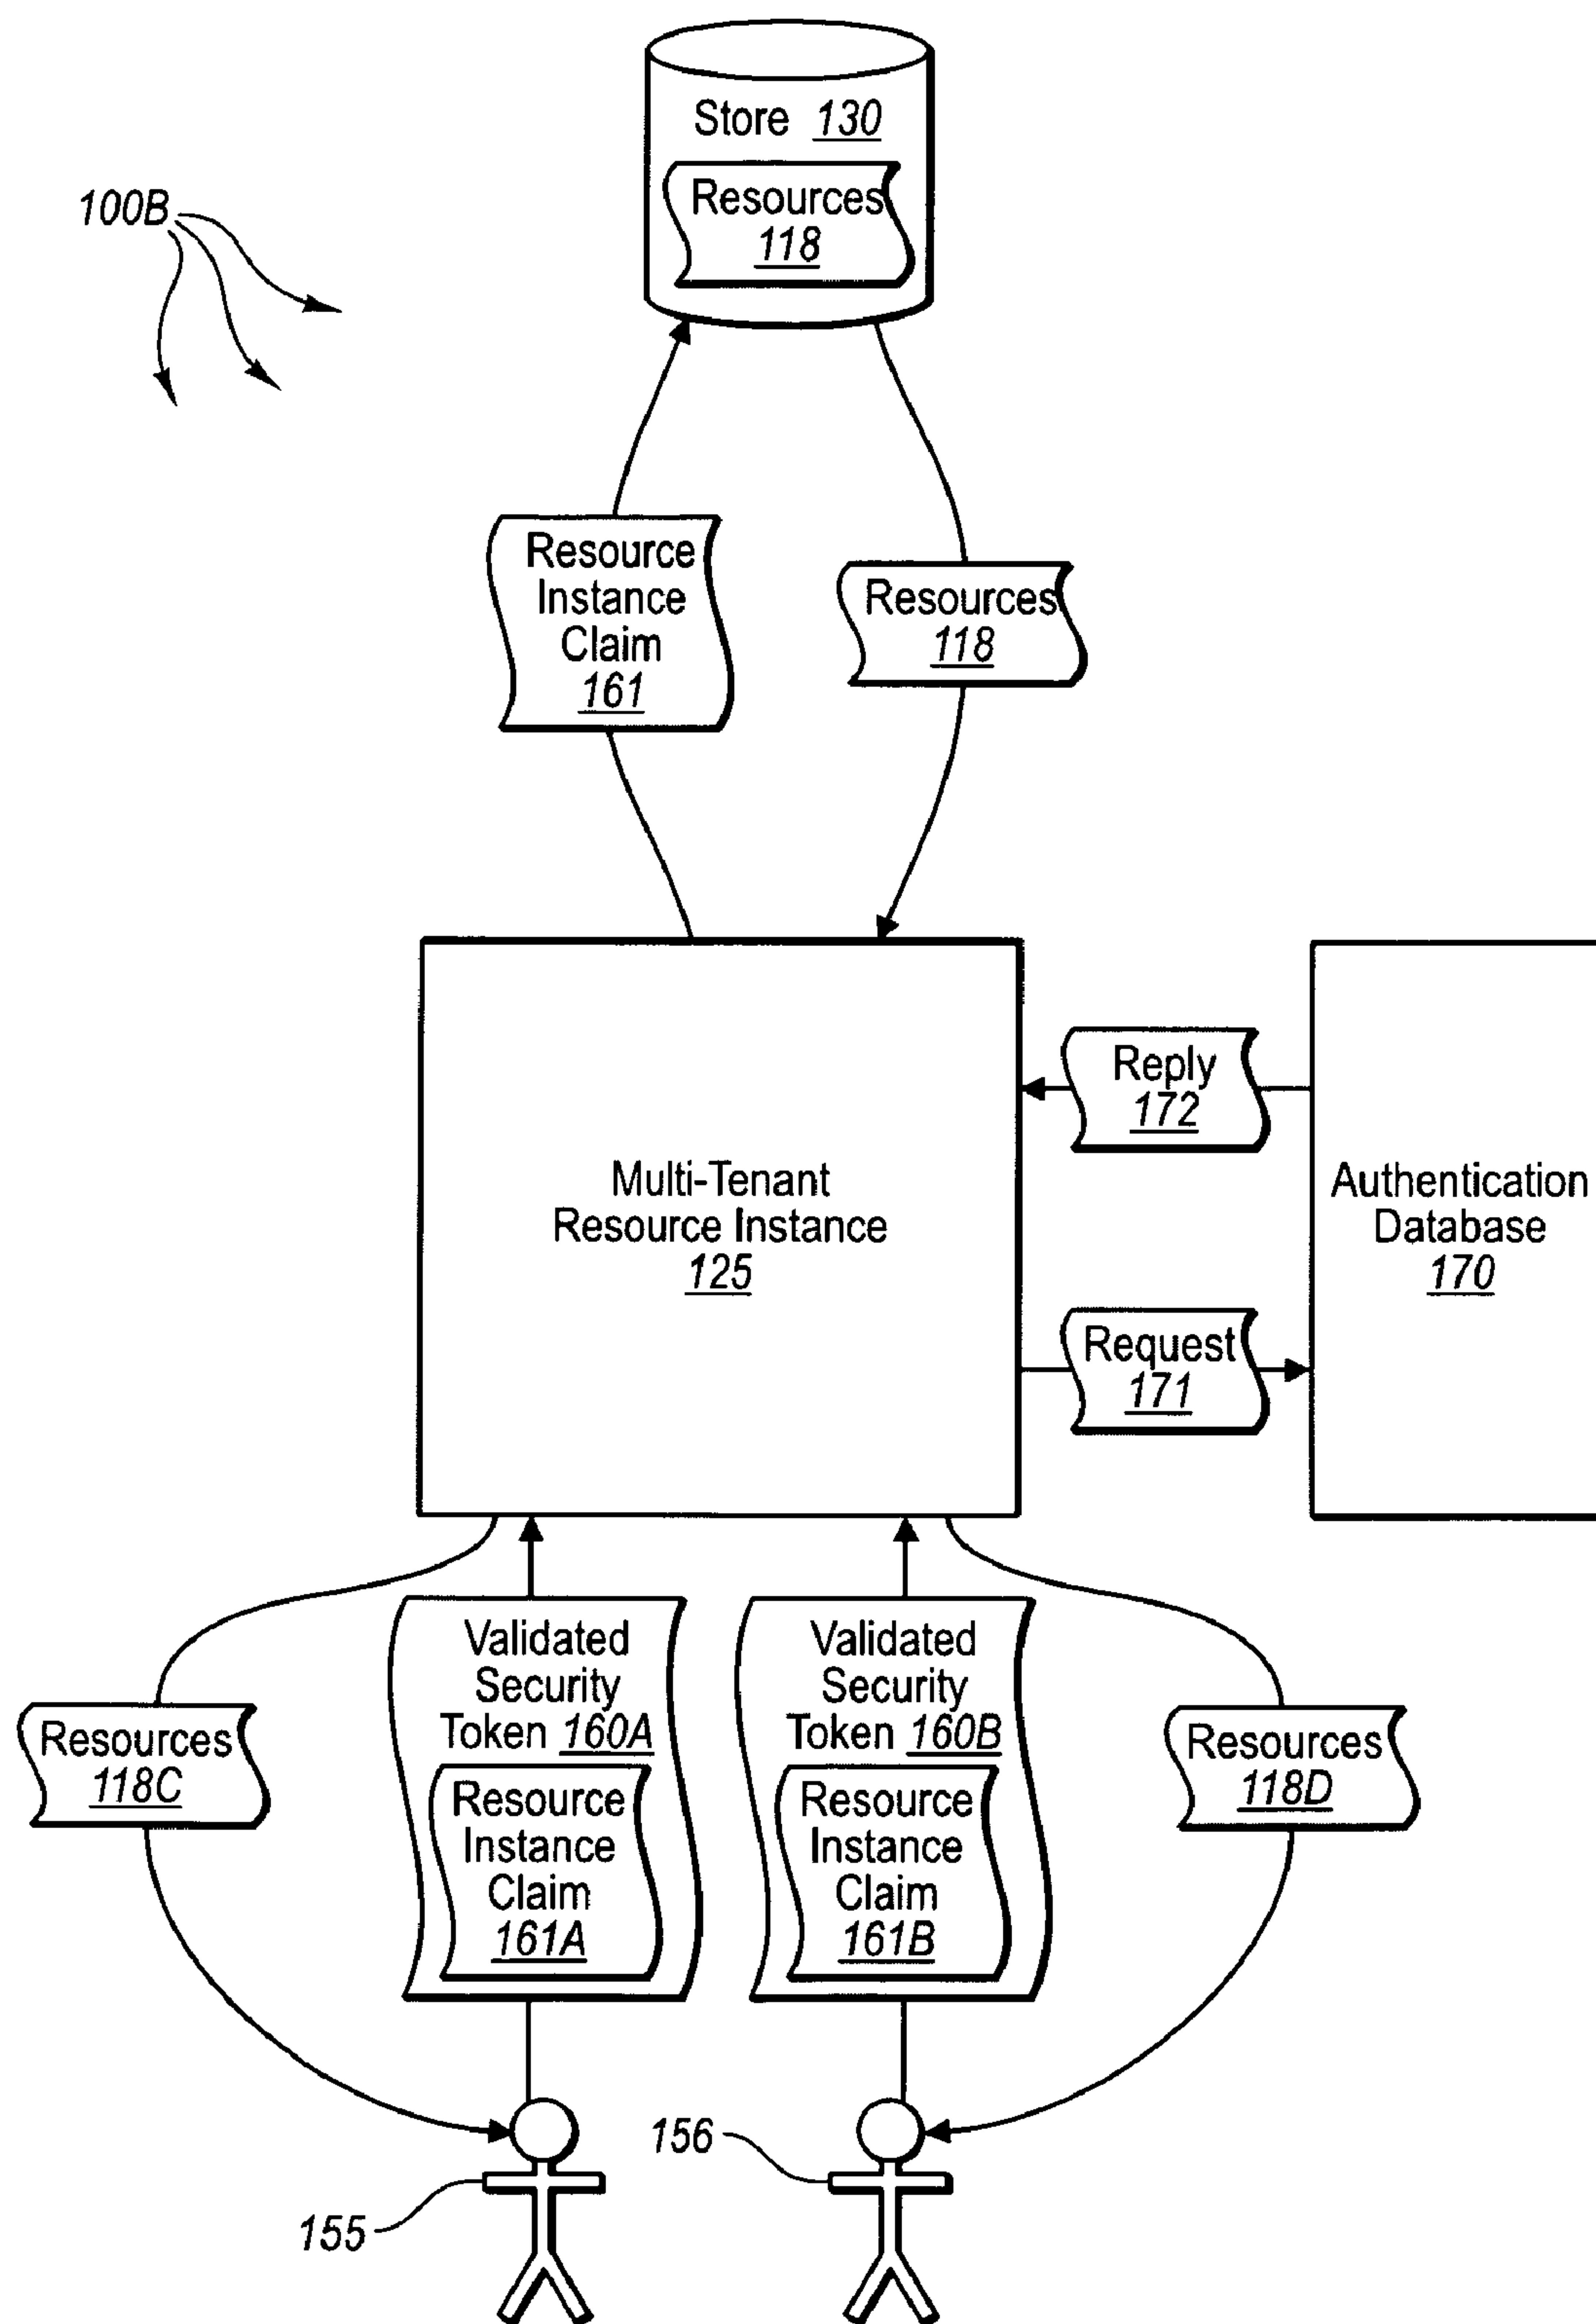 Store 130
Resources
118
100B
Resource
Instance
Claim
161
Resources
118
Multi-Tenant
Resource Instance
125
Reply
172
Request
171
Authentication
Database
170
Resources
118C
Validated
Security
Token 160A
Resource
Instance
Claim
161A
Validated
Security
Token 160B
Resource
Instance
Claim
161B
Resources
118D
155
156